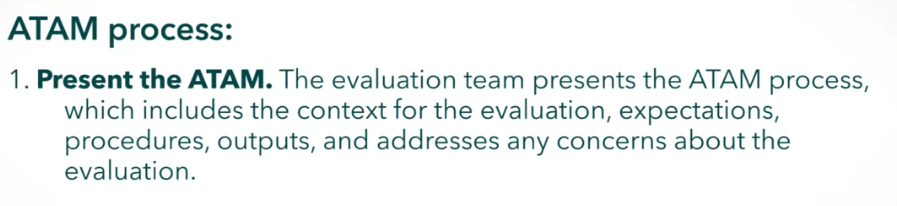 ATAM process:
1. Present the ATAM. The evaluation team presents the ATAM process,
which includes the context for the evaluation, expectations,
procedures, outputs, and addresses any concerns about the
evaluation.